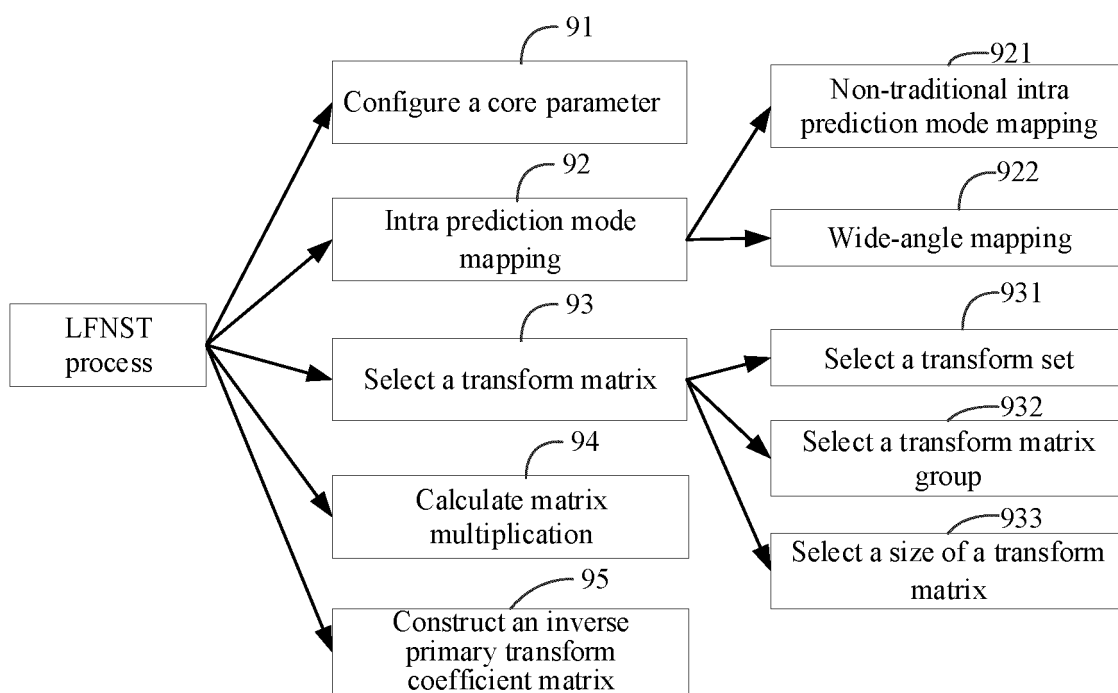 LFNST
process
91
Configure a core parameter
92
Intra prediction mode
mapping
921
Non-traditional intra
prediction mode mapping
922
Wide-angle mapping
93
Select a transform matrix
931
Select a transform set
932
Select a transform matrix
group
933
Select a size of a transform
matrix
94
Calculate matrix
multiplication
95
Construct an inverse
primary transform
coefficient matrix